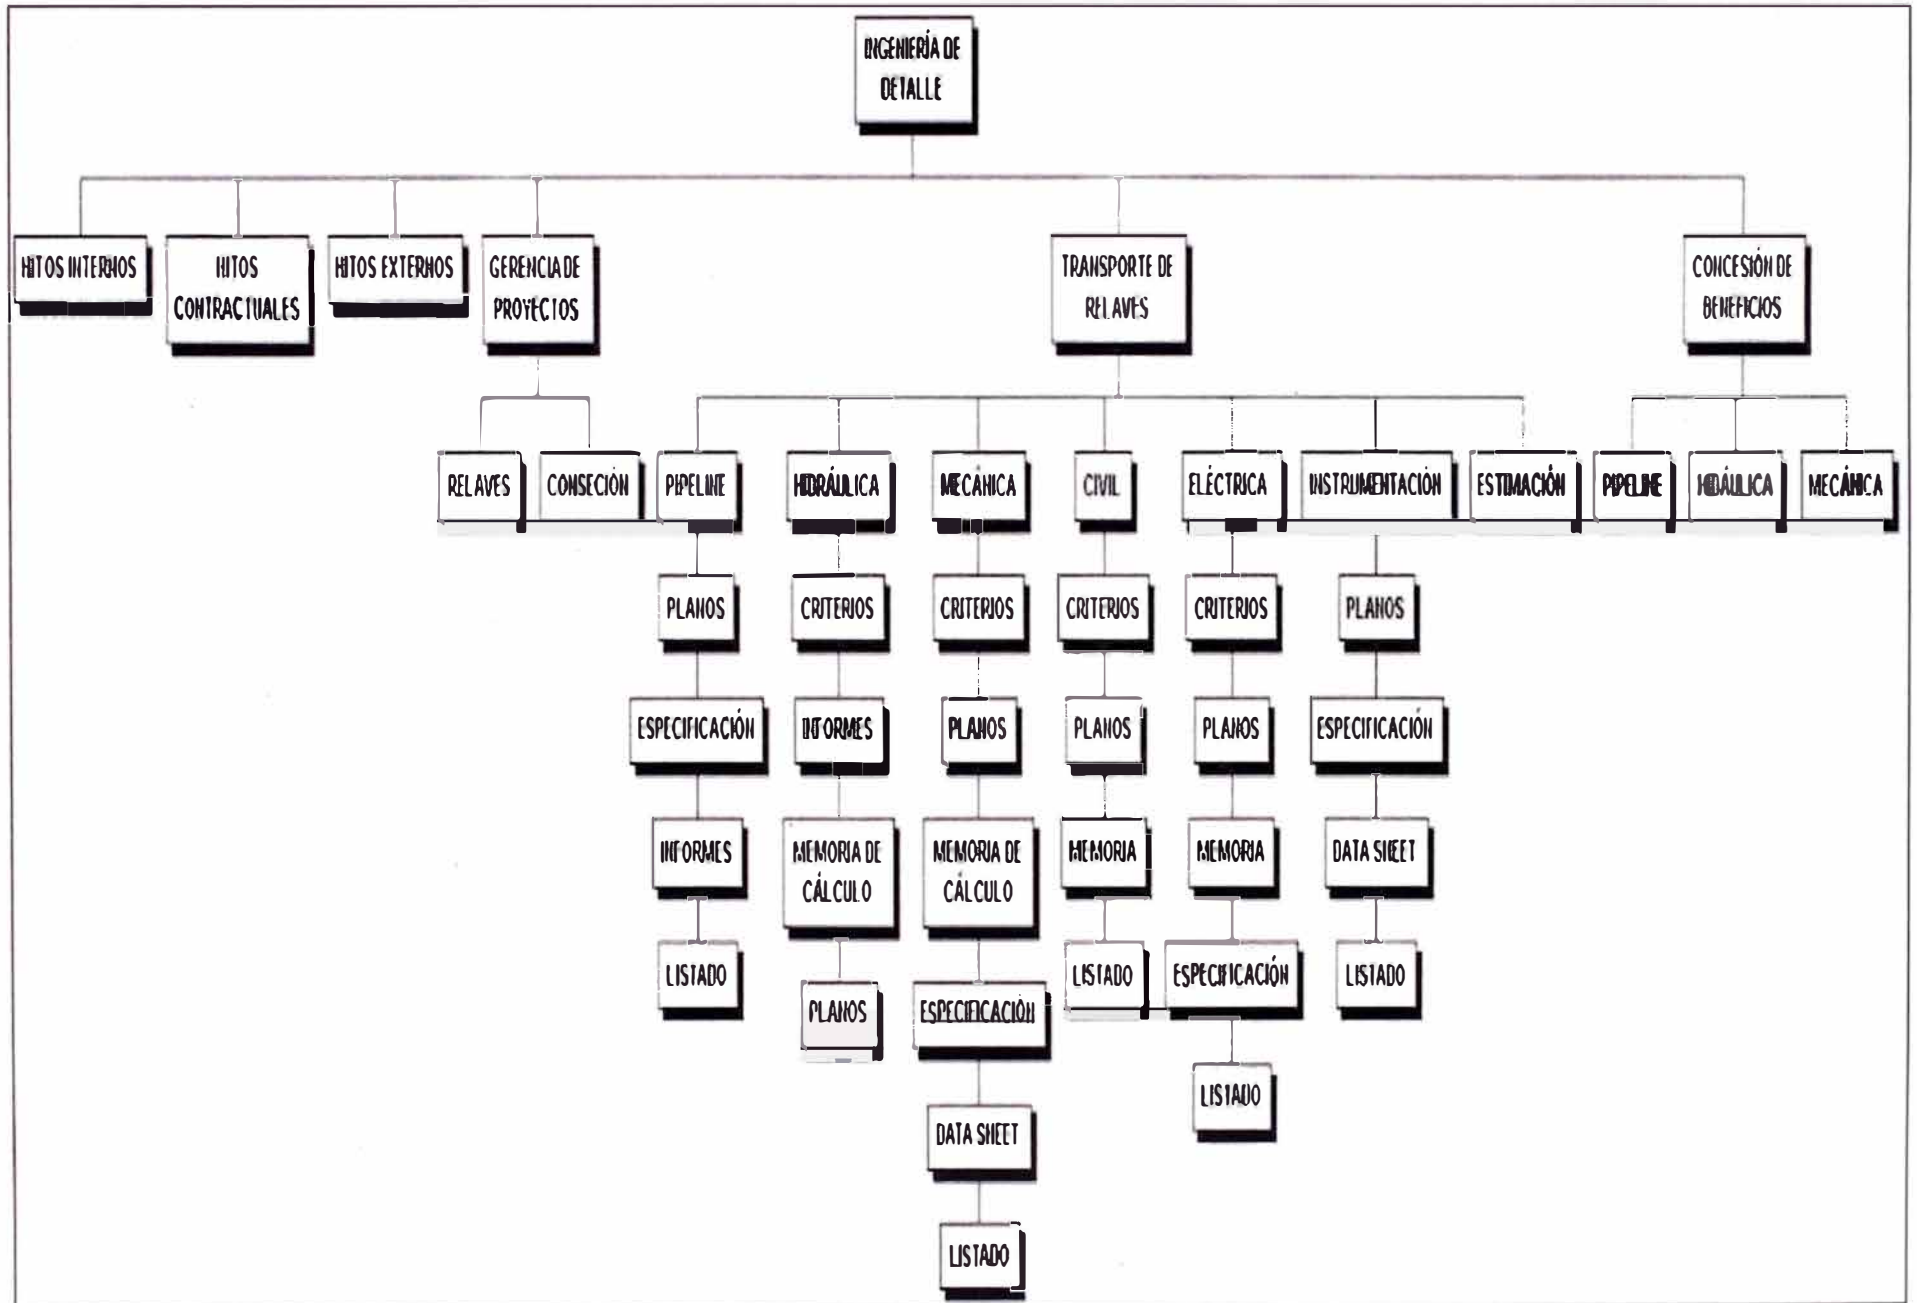 INGENIERÍA DE
DETALLE
HITOS INTERNOS
HITOS
CONTRACTUALES
HITOS EXTERNOS
GERENCIA DE
PROYECTOS
TRANSPORTE DE
RELAVES
CONCESIÓN DE
BENEFICIOS
RELAVES
CONSECIÓN
PIPELINE
HIDRÁULICA
MECÁNICA
CIVIL
ELÉCTRICA
INSTRUMENTACIÓN
ESTIMACIÓN
PIPELINE
HIDÁULICA
MECÁNICA
PLANOS
CRITERIOS
CRITERIOS
CRITERIOS
CRITERIOS
PLANOS
ESPECIFICACIÓN
INFORMES
PLANOS
PLANOS
PLANOS
ESPECIFICACIÓN
INFORMES
MEMORIA DE
CÁLCULO
MEMORIA DE
CÁLCULO
MEMORIA
MEMORIA
DATA SHEET
LISTADO
PLANOS
ESPECIFICACIÓN
LISTADO
ESPECIFICACIÓN
LISTADO
LISTADO
DATA SHEET
LISTADO